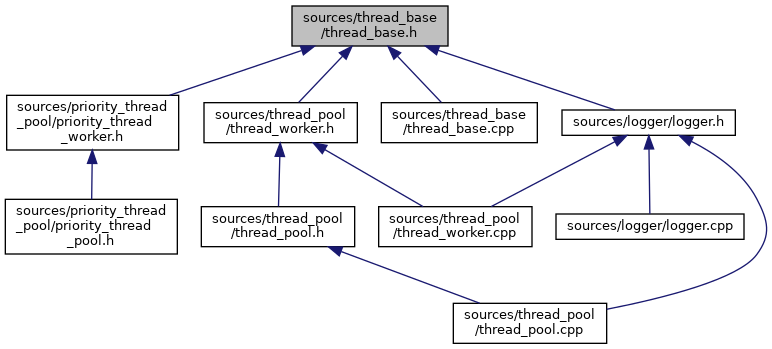 sources/thread_base
/thread_base.h
sources/priority_thread
_pool/priority_thread
_worker.h
sources/thread_pool
/thread_worker.h
sources/thread_base
/thread_base.cpp
sources/logger/logger.h
sources/priority_thread
_pool/priority_thread
_pool.h
sources/thread_pool
/thread_pool.h
sources/thread_pool
/thread_worker.cpp
sources/logger/logger.cpp
sources/thread_pool
/thread_pool.cpp